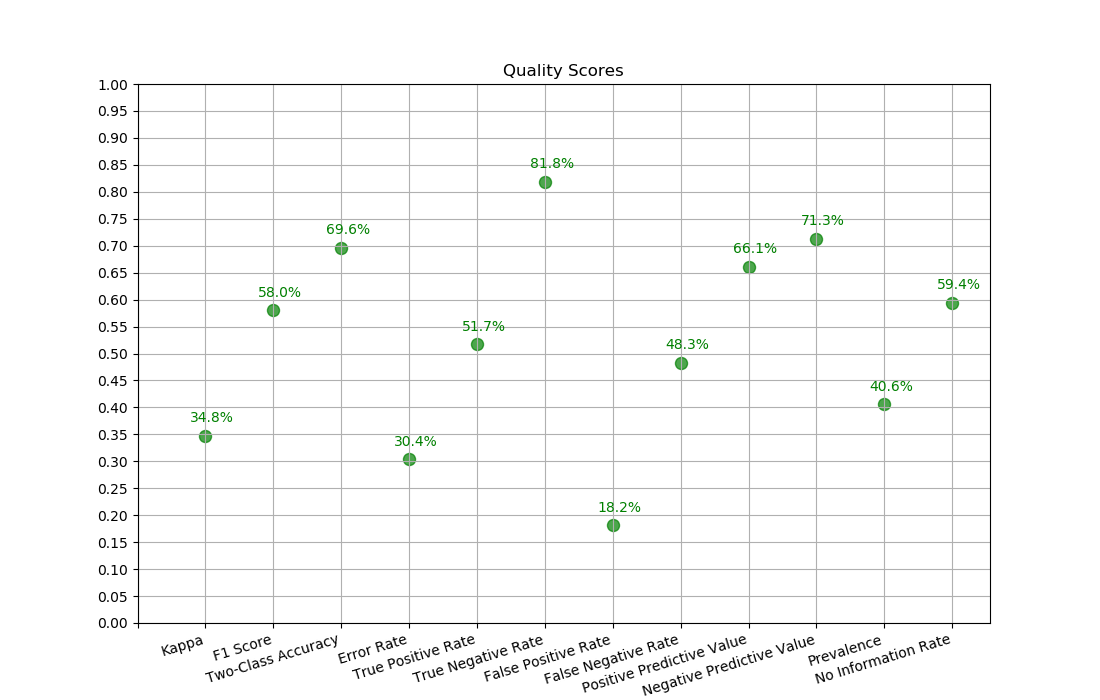 Quality Scores
1.00
0.95
0.90
0.85
0.80
0.75
0.70
0.65
0.60
0.55
0.50
0.45
0.40
0.35
0.30
0.25
0.20
0.15
0.10
0.05
0.00
34.8%
58.0%
69.6%
30.4%
51.7%
81.8%
18.2%
48.3%
66.1%
71.3%
40.6%
59.4%
Kappa
F1 Score
Two-Class Accuracy
Error Rate
True Positive Rate
True Negative Rate
False Positive Rate
False Negative Rate
Positive Predictive Value
Negative Predictive Value
Prevalence
No Information Rate